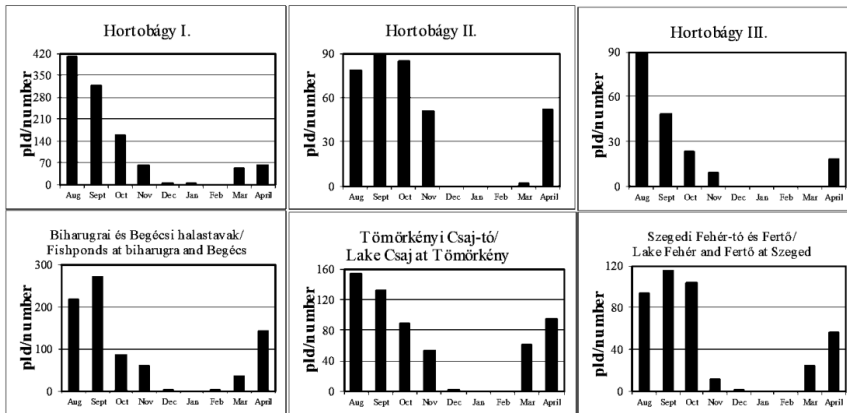 Hortobágy I.
pld/number
420
350
280
210
140
70
0
Aug Sept Oct Nov Dec Jan Feb Mar April
Hortobágy II.
pld/number
90
60
30
0
Aug Sept Oct Nov Dec Jan Feb Mar April
Hortobágy III.
pld/number
90
60
30
0
Aug Sept Oct Nov Dec Jan Feb Mar April
Biharugrai és Begécsi halastavak/
Fishponds at biharugra and Begécs
pld/number
300
200
100
0
Aug Sept Oct Nov Dec Jan Feb Mar April
Tömörkényi Csaj-tó/
Lake Csaj at Tömörkény
pld/number
160
120
80
40
0
Aug Sept Oct Nov Dec Jan Feb Mar April
Szegedi Fehér-tó és Fertő/
Lake Fehér and Fertő at Szeged
pld/number
120
80
40
0
Aug Sept Oct Nov Dec Jan Feb Mar April